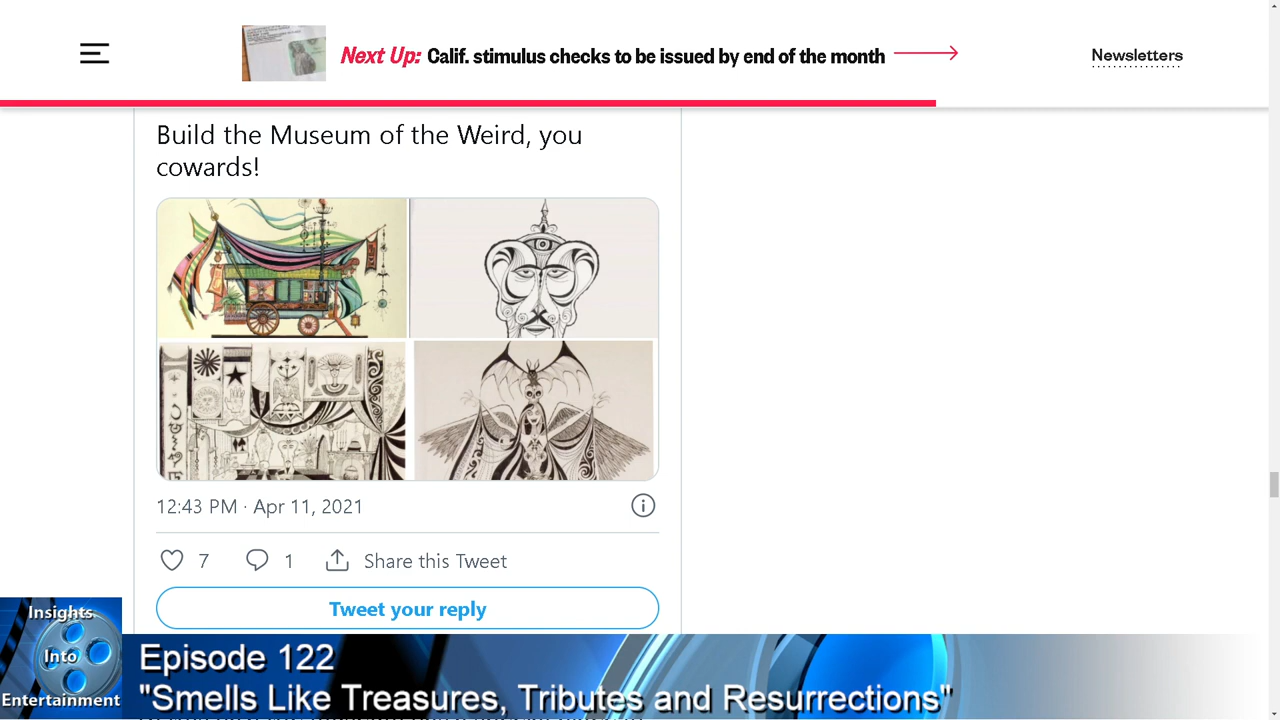 Next Up: Calif. stimulus checks to be issued by end of the month
Newsletters
Build the Museum of the Weird, you
cowards!
12:43 PM · Apr 11, 2021
7
1
Share this Tweet
Tweet your reply
Insights
Into
Entertainment
Episode 122
"Smells Like Treasures, Tributes and Resurrections"